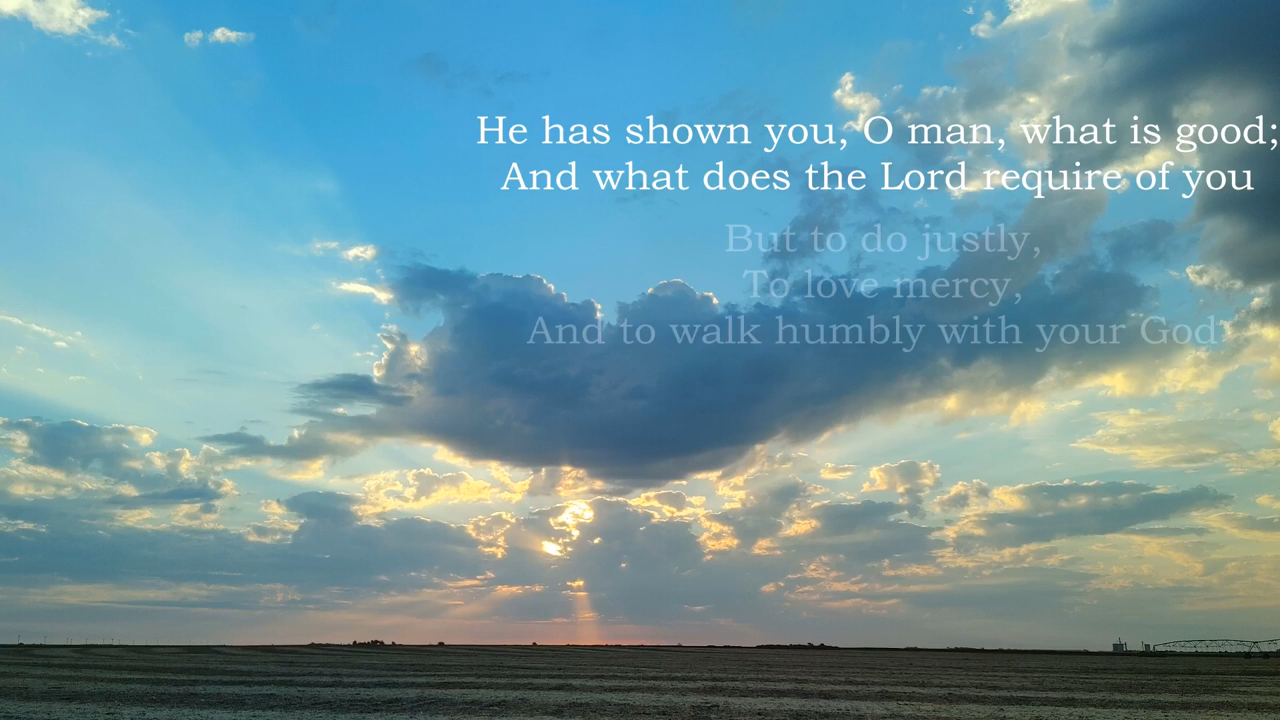 He has shown you, O man, what is good;
And what does the Lord require of you
But to do justly,
To love mercy,
And to walk humbly with your God